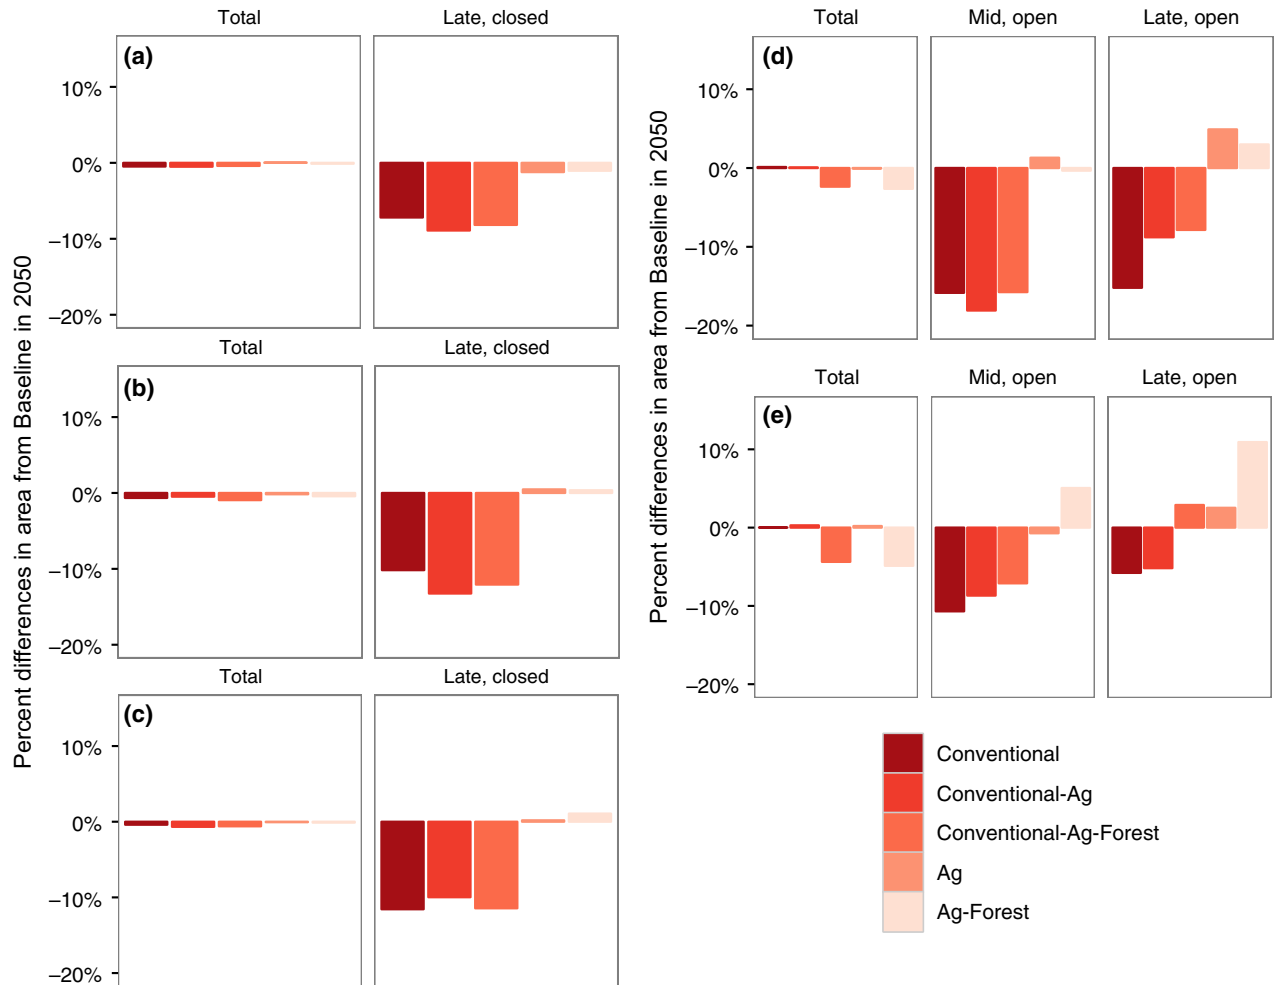 Total Late, closed
(a)
10%
0%
–10%
–20%
Total Late, closed
(b)
10%
0%
–10%
–20%
Total Late, closed
(c)
10%
0%
–10%
–20%
Percent differences in area from Baseline in 2050
Total Mid, open Late, open
(d)
10%
0%
–10%
–20%
Total Mid, open Late, open
(e)
10%
0%
–10%
–20%
Percent differences in area from Baseline in 2050
Conventional
Conventional-Ag
Conventional-Ag-Forest
Ag
Ag-Forest